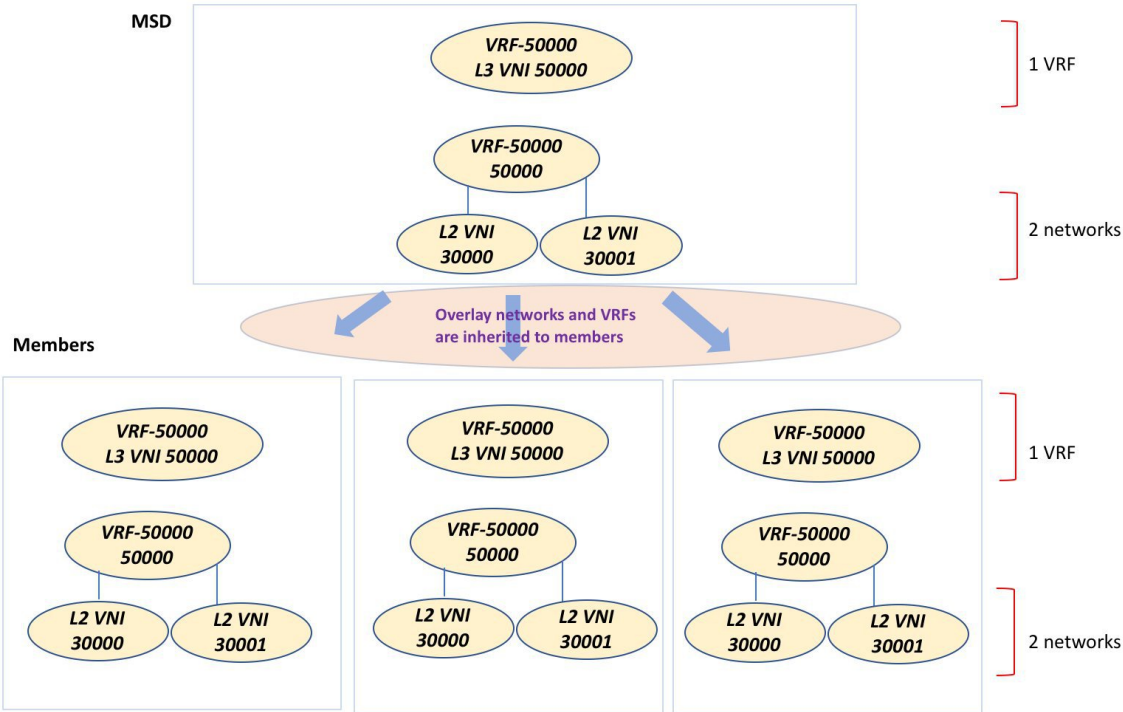 MSD
VRF-50000
L3 VNI 50000
1 VRF
VRF-50000
50000
L2 VNI
30000
L2 VNI
30001
2 networks
Overlay networks and VRFs
are inherited to members
Members
VRF-50000
L3 VNI 50000
VRF-50000
L3 VNI 50000
VRF-50000
L3 VNI 50000
1 VRF
VRF-50000
50000
VRF-50000
50000
VRF-50000
50000
L2 VNI
30000
L2 VNI
30001
L2 VNI
30000
L2 VNI
30001
L2 VNI
30000
L2 VNI
30001
2 networks